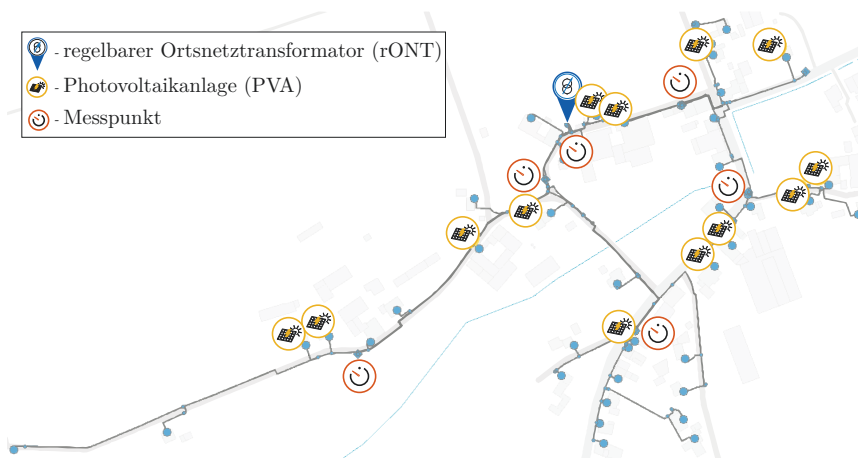 - regelbarer Ortsnetztransformator (rONT)
- Photovoltaikanlage (PVA)
- Messpunkt